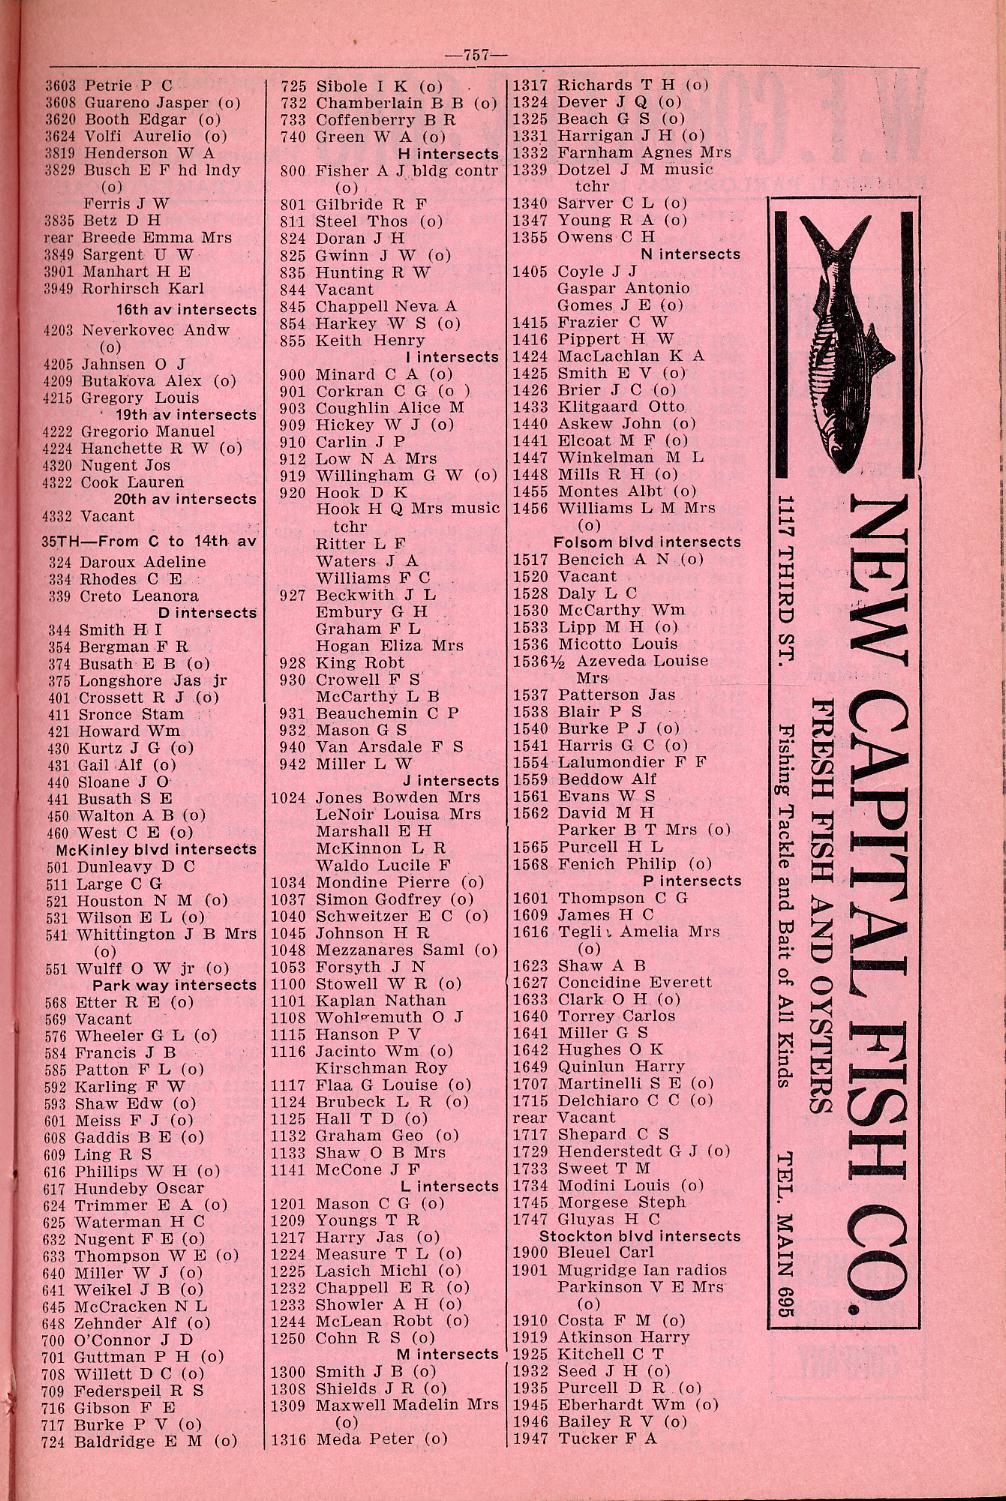 —757—
3603 Petrie P C
3608 Guareno Jasper (o)
3620 Booth Edgar (o)
3624 Volfi Aurelio (o)
3819 Henderson W A
3829 Busch E F hd lndy
(o)
Ferris J W
3835 Betz D H
rear Breede Emma Mrs
3849 Sargent U W
3901 Manhart H E
3949 Rorhirsch Karl
16th av intersects
4203 Neverkovec Andw
(o)
4205 Jahnsen O J
4209 Butakova Alex (o)
4215 Gregory Louis
19th av intersects
4222 Gregorio Manuel
4224 Hanchette R W (o)
4320 Nugent Jos
4322 Cook Lauren
20th av intersects
4332 Vacant
35TH—From C to 14th av
324 Daroux Adeline
334 Rhodes C E
339 Creto Leanora
D intersects
344 Smith H I
354 Bergman F R
374 Busath E B (o)
375 Longshore Jas jr
401 Crossett R J (o)
411 Sronce Stam
421 Howard Wm
430 Kurtz J G (o)
431 Gail Alf (o)
440 Sloane J O
441 Busath S E
450 Walton A B (o)
460 West C E (o)
McKinley blvd intersects
501 Dunleavy D C
511 Large C G
521 Houston N M (o)
531 Wilson E L (o)
541 Whittington J B Mrs
(o)
551 Wulff O W jr (o)
Park way intersects
568 Etter R E (o)
569 Vacant
576 Wheeler G L (o)
584 Francis J B
585 Patton F L (o)
592 Karling F W
593 Shaw Edw (o)
601 Meiss F J (o)
608 Gaddis B E (o)
609 Ling R S
616 Phillips W H (o)
617 Hundeby Oscar
624 Trimmer E A (o)
625 Waterman H C
632 Nugent F E (o)
633 Thompson W E (o)
640 Miller W J (o)
641 Weikel J B (o)
645 McCracken N L
648 Zehnder Alf (o)
700 O'Connor J D
701 Guttman P H (o)
708 Willett D C (o)
709 Federspeil R S
716 Gibson F E
717 Burke P V (o)
724 Baldridge E M (o)
725 Sibole I K (o)
732 Chamberlain B B (o)
733 Coffenberry B R
740 Green W A (o)
H intersects
800 Fisher A J bldg contr
(o)
801 Gilbride R F
811 Steel Thos (o)
824 Doran J H
825 Gwinn J W (o)
835 Hunting R W
844 Vacant
845 Chappell Neva A
854 Harkey W S (o)
855 Keith Henry
I intersects
900 Minard C A (o)
901 Corkran C G (o )
903 Coughlin Alice M
909 Hickey W J (o)
910 Carlin J P
912 Low N A Mrs
919 Willingham G W (o)
920 Hook D K
Hook H Q Mrs music
tchr
Ritter L F
Waters J A
Williams F C
927 Beckwith J L
Embury G H
Graham F L
Hogan Eliza Mrs
928 King Robt
930 Crowell F S
McCarthy L B
931 Beauchemin C P
932 Mason G S
940 Van Arsdale F S
942 Miller L W
J intersects
1024 Jones Bowden Mrs
LeNoir Louisa Mrs
Marshall E H
McKinnon L R
Waldo Lucile F
1034 Mondine Pierre (o)
1037 Simon Godfrey (o)
1040 Schweitzer E C (o)
1045 Johnson H R
1048 Mezzanares Saml (o)
1053 Forsyth J N
1100 Stowell W R (o)
1101 Kaplan Nathan
1108 Wohlgemuth O J
1115 Hanson P V
1116 Jacinto Wm (o)
Kirschman Roy
1117 Flaa G Louise (o)
1124 Brubeck L R (o)
1125 Hall T D (o)
1132 Graham Geo (o)
1133 Shaw O B Mrs
1141 McCone J F
L intersects
1201 Mason C G (o)
1209 Youngs T R
1217 Harry Jas (o)
1224 Measure T L (o)
1225 Lasich Michl (o)
1232 Chappell E R (o)
1233 Showler A H (o)
1244 McLean Robt (o)
1250 Cohn R S (o)
M intersects
1300 Smith J B (o)
1308 Shields J R (o)
1309 Maxwell Madelin Mrs
(o)
1316 Meda Peter (o)
1317 Richards T H (o)
1324 Dever J Q (o)
1325 Beach G S (o)
1331 Harrigan J H (o)
1332 Farnham Agnes Mrs
1339 Dotzel J M music
tchr
1340 Sarver C L (o)
1347 Young R A (o)
1355 Owens C H
N intersects
1405 Coyle J J
Gaspar Antonio
Gomes J E (o)
1415 Frazier C W
1416 Pippert H W
1424 MacLachlan K A
1425 Smith E V (o)
1426 Brier J C (o)
1433 Klitgaard Otto
1440 Askew John (o)
1441 Elcoat M F (o)
1447 Winkelman M L
1448 Mills R H (o)
1455 Montes Albt (o)
1456 Williams L M Mrs
(o)
Folsom blvd intersects
1517 Bencich A N (o)
1520 Vacant
1528 Daly L C
1530 McCarthy Wm
1533 Lipp M H (o)
1536 Micotto Louis
1536½ Azeveda Louise
Mrs
1537 Patterson Jas
1538 Blair P S
1540 Burke P J (o)
1541 Harris G C (o)
1554 Lalumondier F F
1559 Beddow Alf
1561 Evans W S
1562 David M H
Parker B T Mrs (o)
1565 Purcell H L
1568 Fenich Philip (o)
P intersects
1601 Thompson C G
1609 James H C
1616 Amelia Mrs
(o)
1623 Shaw A B
1627 Concidine Everett
1633 Clark O H (o)
1640 Torrey Carlos
1641 Miller G S
1642 Hughes O K
1649 Quinlun Harry
1707 Martinelli S E (o)
1715 Delchiaro C C (o)
rear Vacant
1717 Shepard C S
1729 Henderstedt G J (o)
1733 Sweet T M
1734 Modini Louis (o)
1745 Morgese Steph
1747 Gluyas H C
Stockton blvd intersects
1900 Bleuel Carl
1901 Mugridge Ian radios
Parkinson V E Mrs
(o)
1910 Costa F M (o)
1919 Atkinson Harry
1925 Kitchell C T
1932 Seed J H (o)
1935 Purcell D R (o)
1945 Eberhardt Wm (o)
1946 Bailey R V (o)
1947 Tucker F A
NEW CAPITAL FISH CO.
FRESH FISH AND OYSTERS
1117 THIRD ST. Fishing Tackle and Bait of All Kinds TEL. MAIN 695